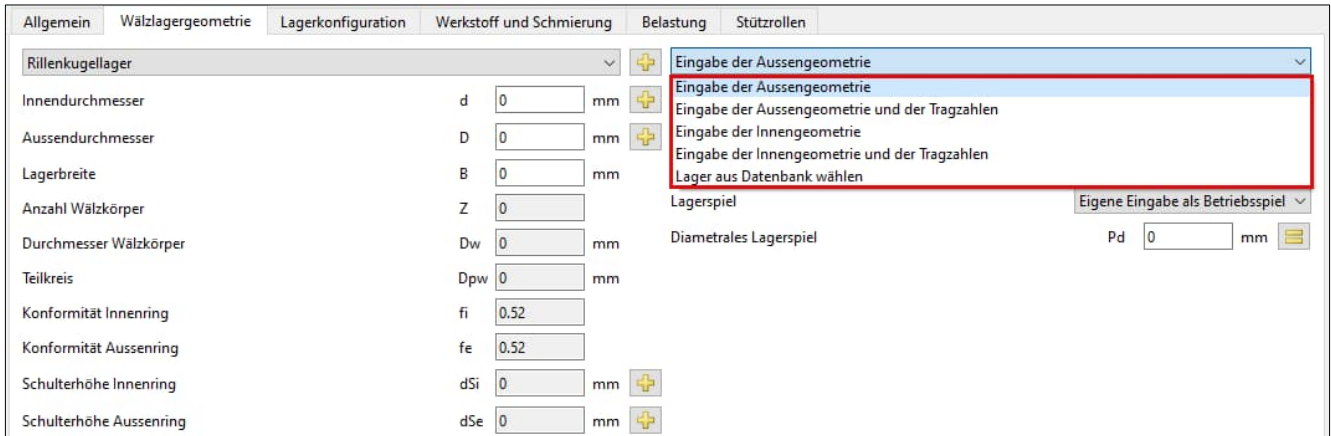 Allgemein Wälzlagergeometrie Lagerkonfiguration Werkstoff und Schmierung Belastung Stützrollen
Rillenkugellager Eingabe der Aussengeometrie
Eingabe der Aussengeometrie
Innendurchmesser d 0 mm
Eingabe der Aussengeometrie und der Tragzahlen
Aussendurchmesser D 0 mm Eingabe der Innengeometrie
Eingabe der Innengeometrie und der Tragzahlen
Lagerbreite B 0 mm Lager aus Datenbank wählen
Anzahl Wälzkörper Z 0 Lagerspiel Eigene Eingabe als Betriebsspiel
Durchmesser Wälzkörper Dw 0 mm Diametrales Lagerspiel Pd 0 mm
Teilkreis Dpw 0 mm
Konformität Innenring fi 0.52
Konformität Aussenring fe 0.52
Schulterhöhe Innenring dSi 0 mm
Schulterhöhe Aussenring dSe 0 mm